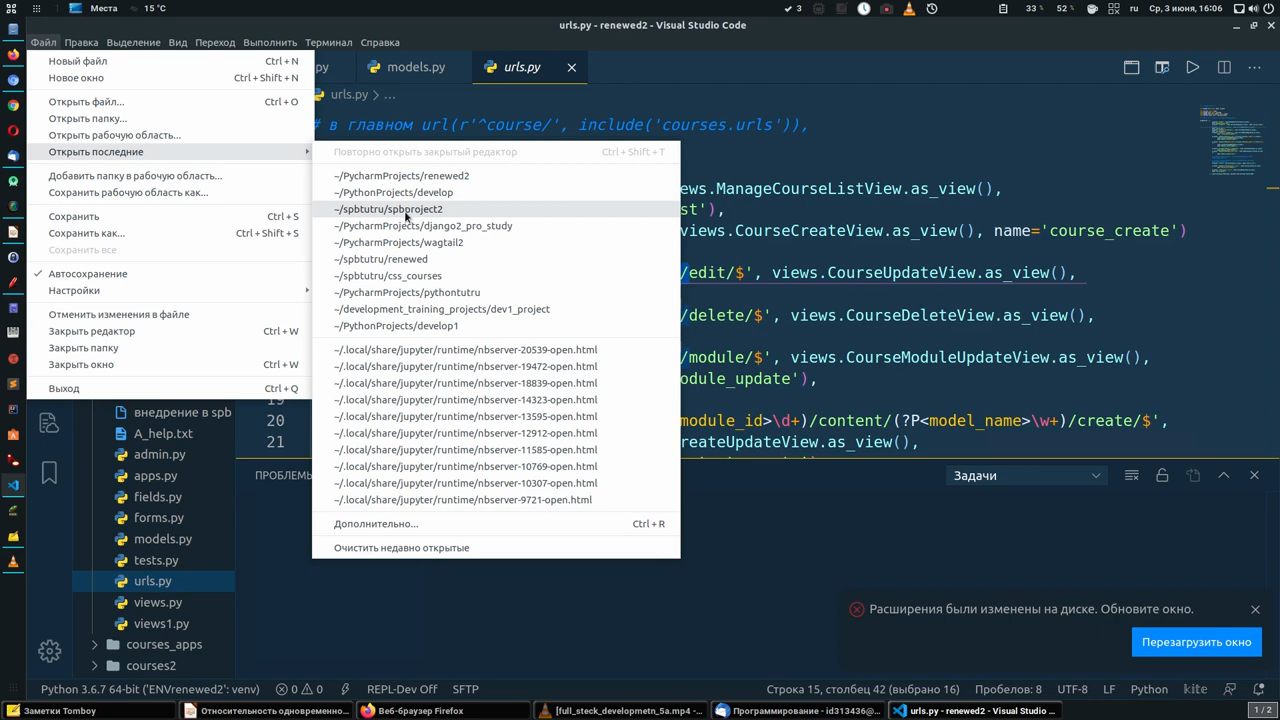 Места
3
33 %
52 %
ru
Ср, 3 июня, 16:06
urls.py - renewed2 - Visual Studio Code
Файл Правка Выделение Вид Переход Выполнить Терминал Справка
Новый файл Ctrl + N
Новое окно Ctrl + Shift + N
Открыть файл... Ctrl + O
Открыть папку...
Открыть рабочую область...
Открыть последние
Добавить папку в рабочую область...
Сохранить рабочую область как...
Сохранить Ctrl + S
Сохранить как... Ctrl + Shift + S
Сохранить все
Автосохранение
Настройки
Отменить изменения в файле
Закрыть редактор Ctrl + W
Закрыть папку
Закрыть окно Ctrl + W
Выход Ctrl + Q
Повторно открыть закрытый редактор Ctrl + Shift + T
~/PycharmProjects/renewed2
~/PythonProjects/develop
~/spbtutru/spbproject2
~/PycharmProjects/django2_pro_study
~/PycharmProjects/wagtail2
~/spbtutru/renewed
~/spbtutru/css_courses
~/PycharmProjects/pythontutru
~/development_training_projects/dev1_project
~/PythonProjects/develop1
~/.local/share/jupyter/runtime/nbserver-20539-open.html
~/.local/share/jupyter/runtime/nbserver-19472-open.html
~/.local/share/jupyter/runtime/nbserver-18839-open.html
~/.local/share/jupyter/runtime/nbserver-14323-open.html
~/.local/share/jupyter/runtime/nbserver-13595-open.html
~/.local/share/jupyter/runtime/nbserver-12912-open.html
~/.local/share/jupyter/runtime/nbserver-11585-open.html
~/.local/share/jupyter/runtime/nbserver-10769-open.html
~/.local/share/jupyter/runtime/nbserver-10307-open.html
~/.local/share/jupyter/runtime/nbserver-9721-open.html
Дополнительно... Ctrl + R
Очистить недавно открытые
py models.py urls.py
urls.py > ...
# в главном url(r'^course/', include('courses.urls')),
views.ManageCourseListView.as_view(),
st'),
views.CourseCreateView.as_view(), name='course_create')
/edit/$', views.CourseUpdateView.as_view(),
/delete/$', views.CourseDeleteView.as_view(),
/module/$', views.CourseModuleUpdateView.as_view(),
odule_update'),
19
20 module_id>\d+)/content/(?P<model_name>\w+)/create/$',
21 reateUpdateView.as_view(),
ПРОБЛЕМЫ
Задачи
внедрение в spb
A_help.txt
admin.py
apps.py
fields.py
forms.py
models.py
tests.py
urls.py
views.py
views1.py
courses_apps
courses2
Расширения были изменены на диске. Обновите окно.
Перезагрузить окно
Python 3.6.7 64-bit ('ENVrenewed2': venv) 0 0 REPL-Dev Off SFTP
Строка 15, столбец 42 (выбрано 16) Пробелов: 8 UTF-8 LF Python kite
Заметки Tomboy
Относительность одновременно...
Веб-браузер Firefox
[full_steck_developmetn_5a.mp4 -...
Программирование - id313436@...
urls.py - renewed2 - Visual Studio ...
1 / 2